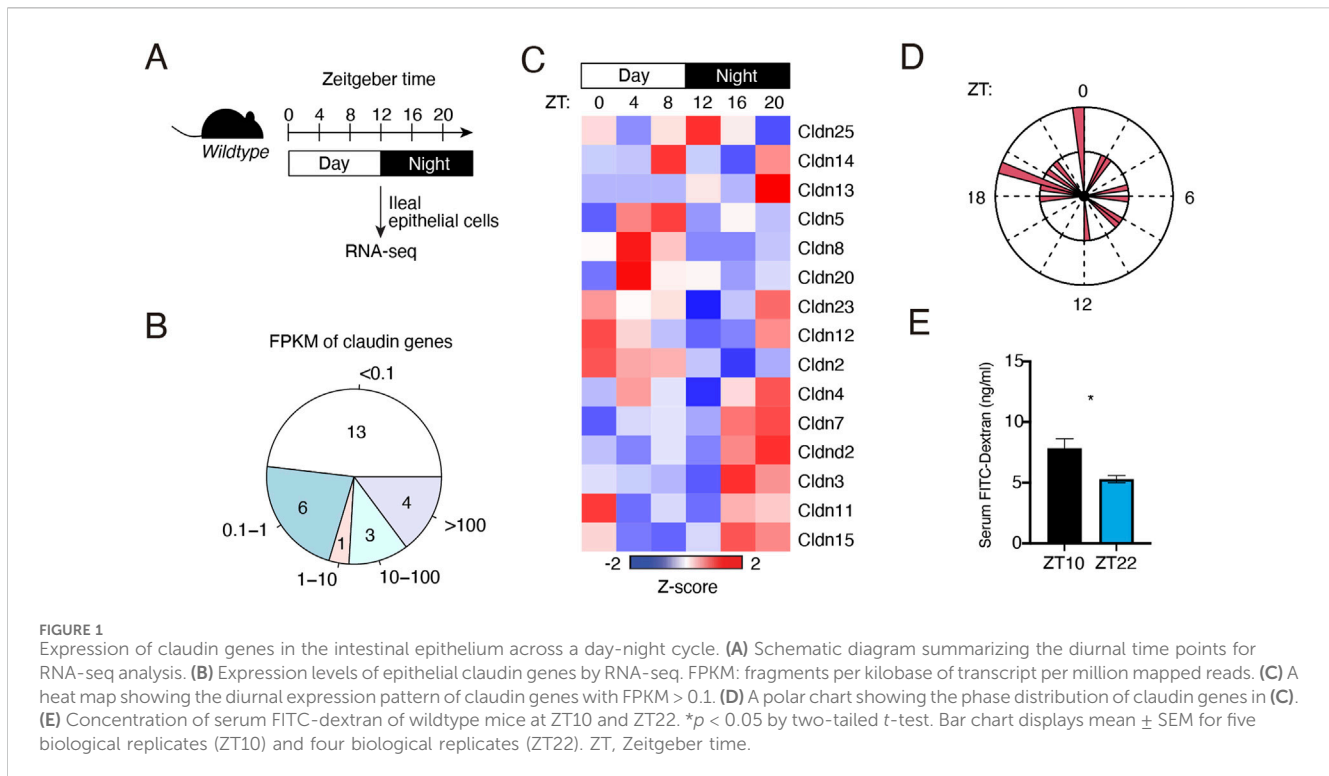 A
Zeitgeber time
0 4 8 12 16 20
Wildtype
Day Night
Ileal
epithelial cells
RNA-seq
B
FPKM of claudin genes
<0.1
13
6
4
0.1–1
1
3
>100
1–10
10–100
C
Day Night
ZT: 0 4 8 12 16 20
Cldn25
Cldn14
Cldn13
Cldn5
Cldn8
Cldn20
Cldn23
Cldn12
Cldn2
Cldn4
Cldn7
Cldnd2
Cldn3
Cldn11
Cldn15
-2 2
Z-score
D
ZT: 0
18 6
12
E
Serum FITC-Dextran (ng/ml)
15
10
5
0
*
ZT10 ZT22
FIGURE 1
Expression of claudin genes in the intestinal epithelium across a day-night cycle. (A) Schematic diagram summarizing the diurnal time points for
RNA-seq analysis. (B) Expression levels of epithelial claudin genes by RNA-seq. FPKM: fragments per kilobase of transcript per million mapped reads. (C) A
heat map showing the diurnal expression pattern of claudin genes with FPKM > 0.1. (D) A polar chart showing the phase distribution of claudin genes in (C).
(E) Concentration of serum FITC-dextran of wildtype mice at ZT10 and ZT22. *p < 0.05 by two-tailed t-test. Bar chart displays mean ± SEM for five
biological replicates (ZT10) and four biological replicates (ZT22). ZT, Zeitgeber time.